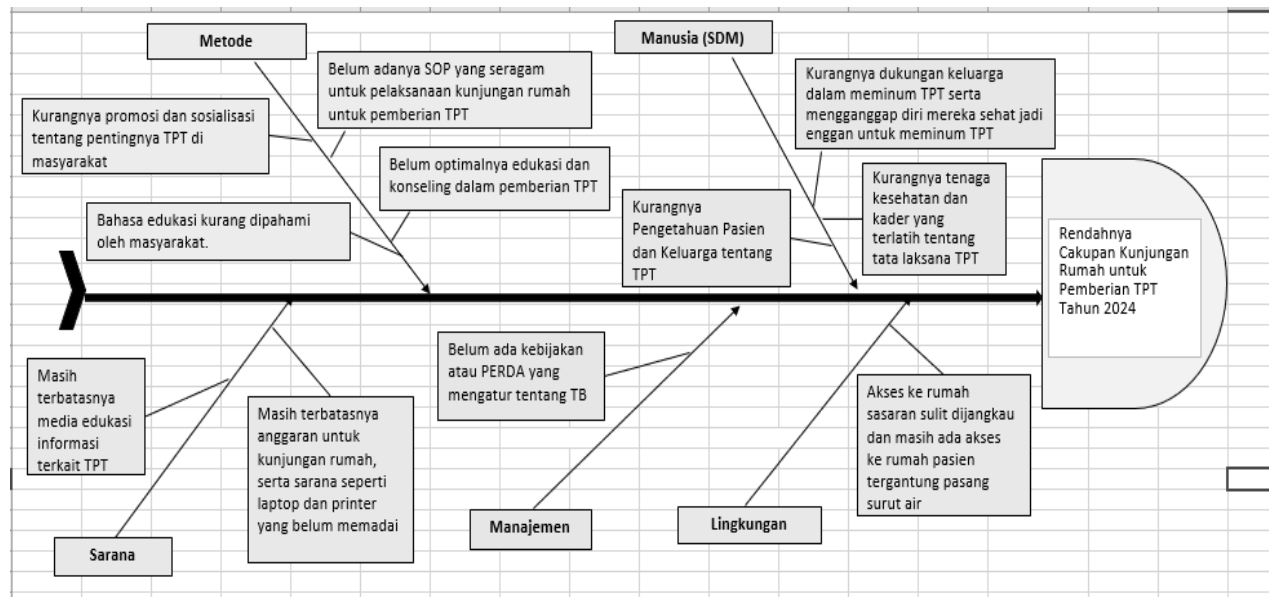 Metode
Manusia (SDM)
Belum adanya SOP yang seragam
untuk pelaksanaan kunjungan rumah
untuk pemberian TPT
Kurangnya promosi dan sosialisasi
tentang pentingnya TPT di
masyarakat
Belum optimalnya edukasi dan
konseling dalam pemberian TPT
Bahasa edukasi kurang dipahami
oleh masyarakat.
Kurangnya dukungan keluarga
dalam meminum TPT serta
mengganggap diri mereka sehat jadi
enggan untuk meminum TPT
Kurangnya
Pengetahuan Pasien
dan Keluarga tentang
TPT
Kurangnya tenaga
kesehatan dan
kader yang
terlatih tentang
tata laksana TPT
Rendahnya
Cakupan Kunjungan
Rumah untuk
Pemberian TPT
Tahun 2024
Masih
terbatasnya
media edukasi
informasi
terkait TPT
Masih terbatasnya
anggaran untuk
kunjungan rumah,
serta sarana seperti
laptop dan printer
yang belum memadai
Belum ada kebijakan
atau PERDA yang
mengatur tentang TB
Akses ke rumah
sasaran sulit dijangkau
dan masih ada akses
ke rumah pasien
tergantung pasang
surut air
Sarana
Manajemen
Lingkungan